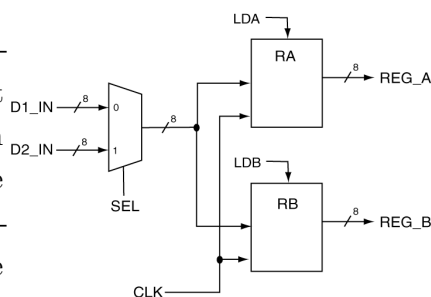 LDA
RA
8
REG_A
D1_IN
8
0
8
D2_IN
8
1
SEL
LDB
RB
8
REG_B
CLK
e
e